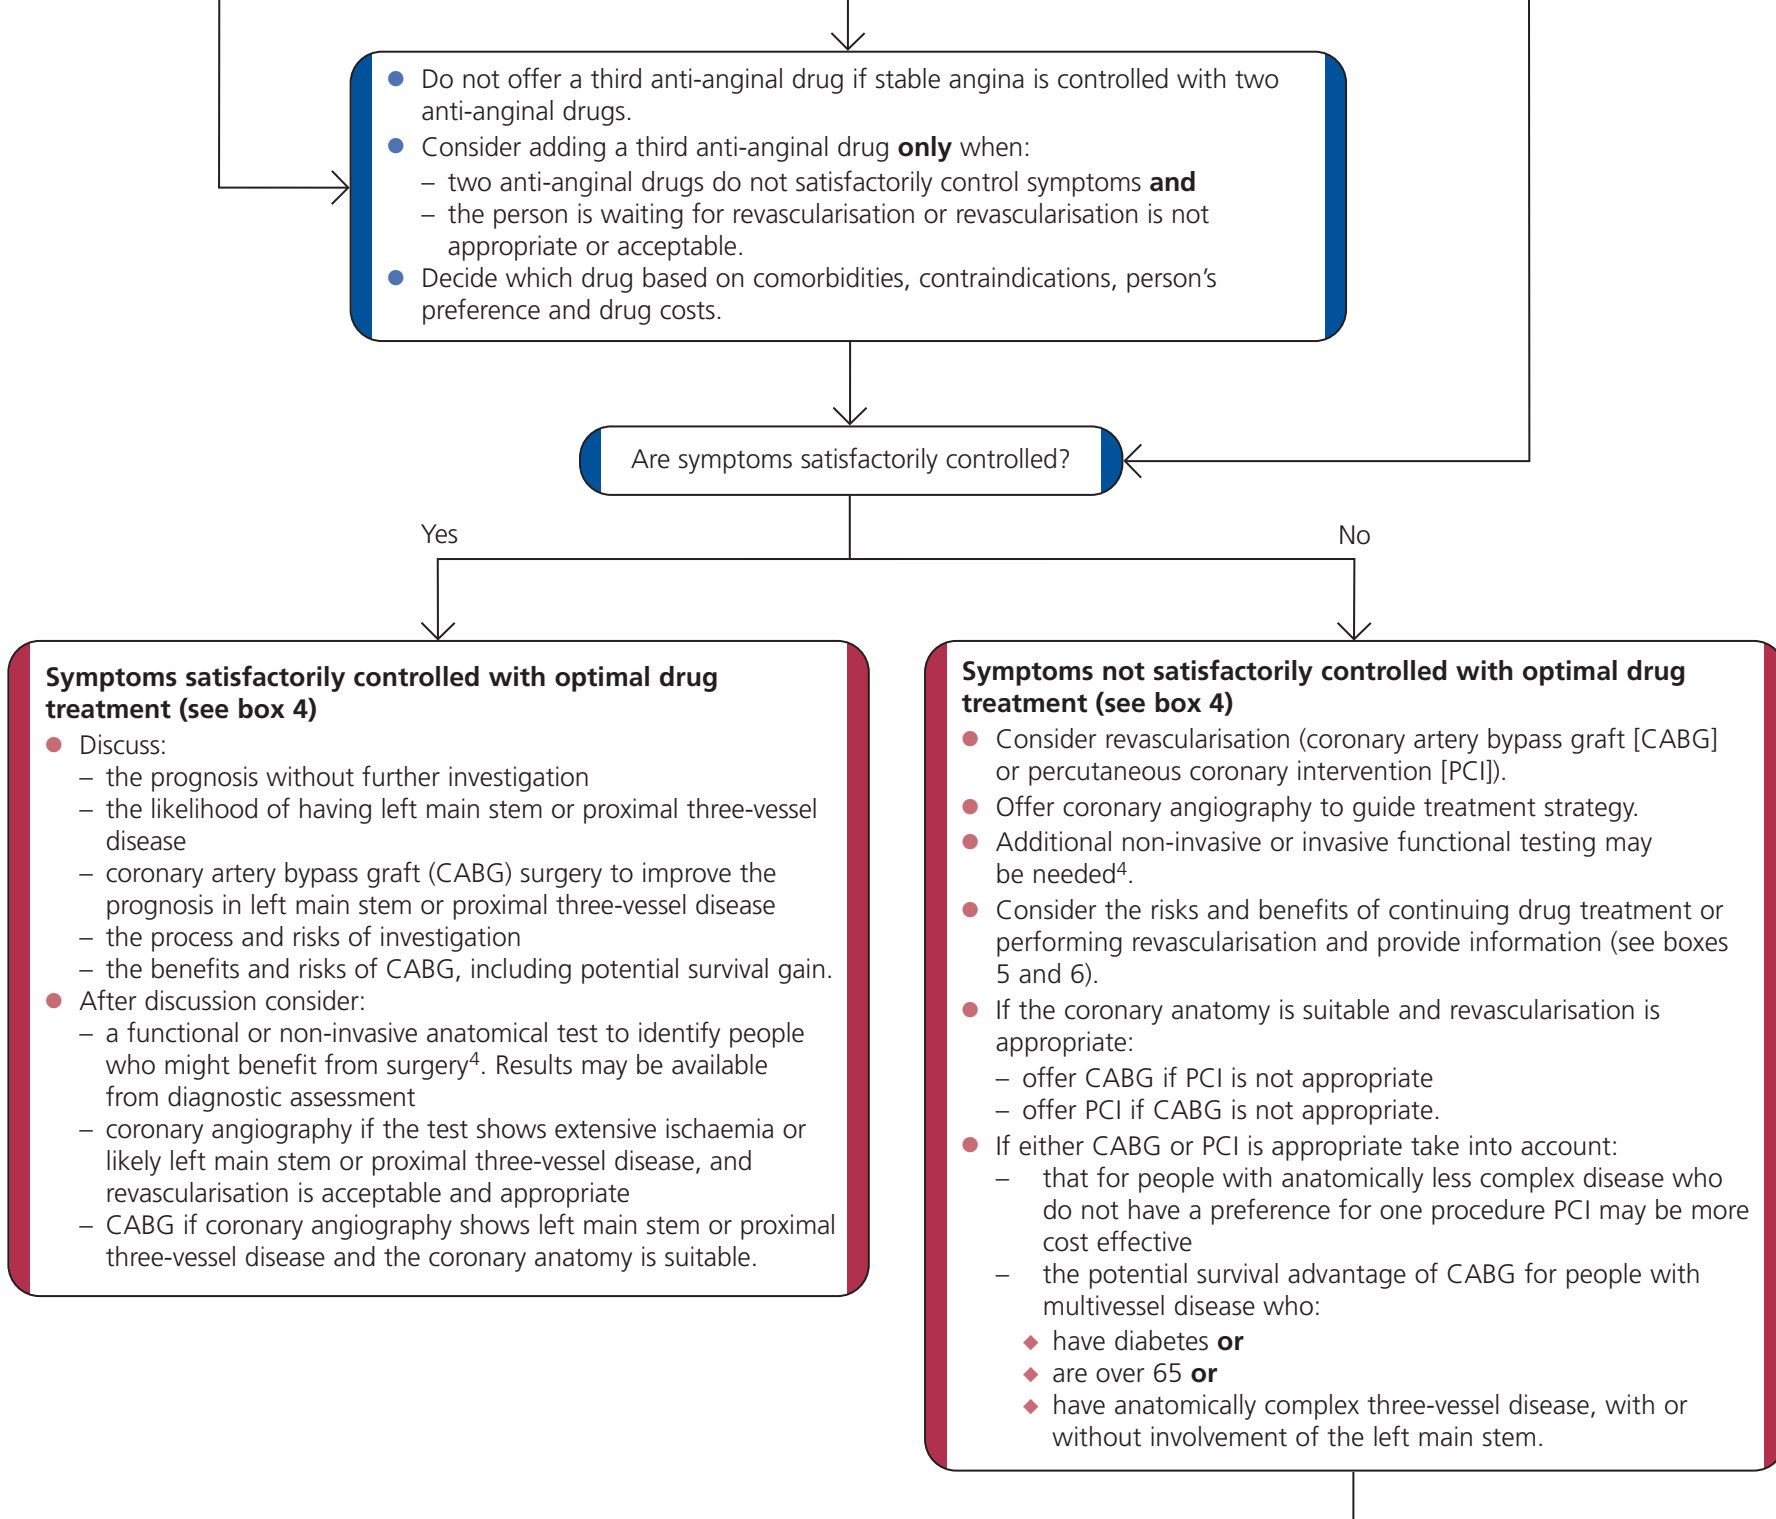 ● Do not offer a third anti-anginal drug if stable angina is controlled with two
anti-anginal drugs.
● Consider adding a third anti-anginal drug only when:
– two anti-anginal drugs do not satisfactorily control symptoms and
– the person is waiting for revascularisation or revascularisation is not
appropriate or acceptable.
● Decide which drug based on comorbidities, contraindications, person’s
preference and drug costs.
Are symptoms satisfactorily controlled?
Yes
No
Symptoms satisfactorily controlled with optimal drug
treatment (see box 4)
● Discuss:
– the prognosis without further investigation
– the likelihood of having left main stem or proximal three-vessel
disease
– coronary artery bypass graft (CABG) surgery to improve the
prognosis in left main stem or proximal three-vessel disease
– the process and risks of investigation
– the benefits and risks of CABG, including potential survival gain.
● After discussion consider:
– a functional or non-invasive anatomical test to identify people
who might benefit from surgery⁴. Results may be available
from diagnostic assessment
– coronary angiography if the test shows extensive ischaemia or
likely left main stem or proximal three-vessel disease, and
revascularisation is acceptable and appropriate
– CABG if coronary angiography shows left main stem or proximal
three-vessel disease and the coronary anatomy is suitable.
Symptoms not satisfactorily controlled with optimal drug
treatment (see box 4)
● Consider revascularisation (coronary artery bypass graft [CABG]
or percutaneous coronary intervention [PCI]).
● Offer coronary angiography to guide treatment strategy.
● Additional non-invasive or invasive functional testing may
be needed⁴.
● Consider the risks and benefits of continuing drug treatment or
performing revascularisation and provide information (see boxes
5 and 6).
● If the coronary anatomy is suitable and revascularisation is
appropriate:
– offer CABG if PCI is not appropriate
– offer PCI if CABG is not appropriate.
● If either CABG or PCI is appropriate take into account:
– that for people with anatomically less complex disease who
do not have a preference for one procedure PCI may be more
cost effective
– the potential survival advantage of CABG for people with
multivessel disease who:
◆ have diabetes or
◆ are over 65 or
◆ have anatomically complex three-vessel disease, with or
without involvement of the left main stem.